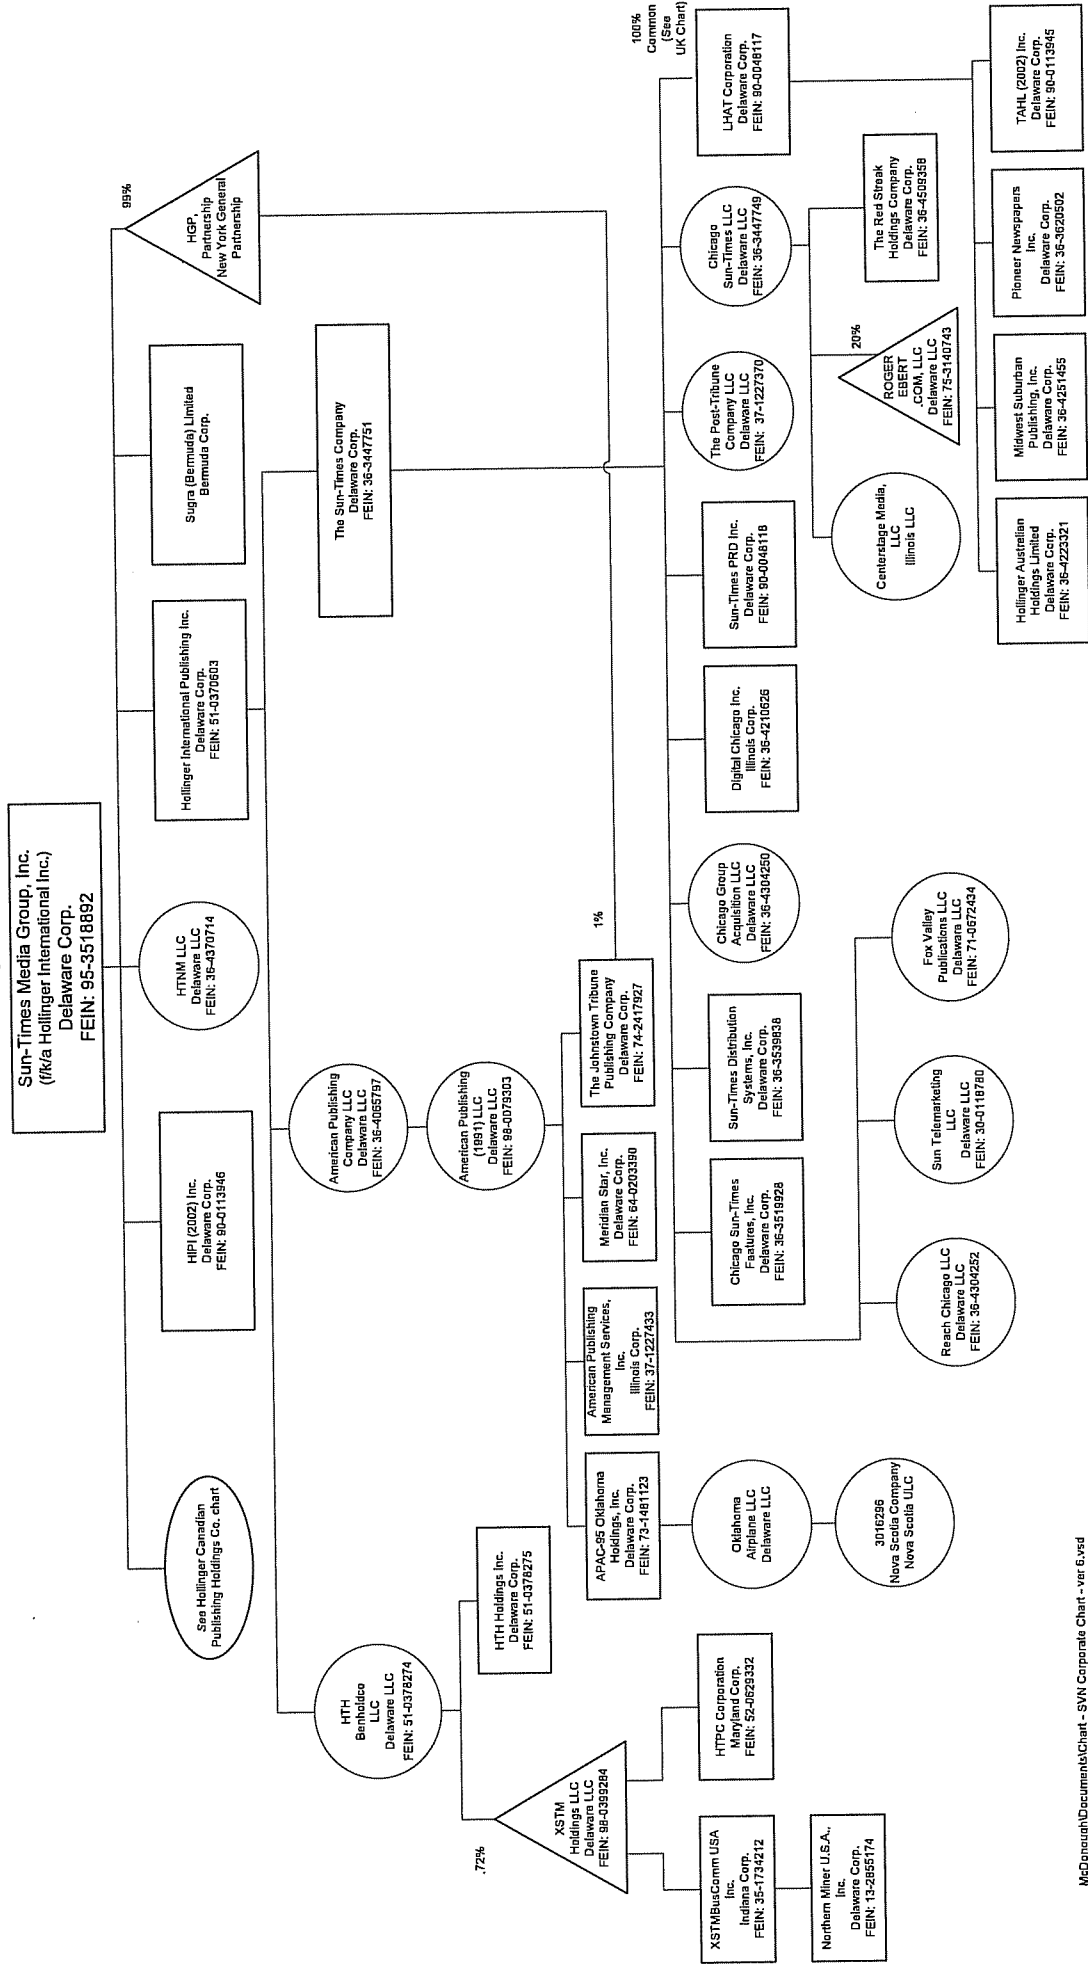 Sun-Times Media Group, Inc.
(f/k/a Hollinger International Inc.)
Delaware Corp.
FEIN: 95-3518892
See Hollinger Canadian
Publishing Holdings Co. chart
HIPI (2002) Inc.
Delaware Corp.
FEIN: 90-0113946
HTNM LLC
Delaware LLC
FEIN: 36-4370714
Hollinger International Publishing Inc.
Delaware Corp.
FEIN: 51-0370603
Sugra (Bermuda) Limited
Bermuda Corp.
99%
HGP,
Partnership
New York General
Partnership
HTH
Benholdco
LLC
Delaware LLC
FEIN: 51-0378274
American Publishing
Company LLC
Delaware LLC
FEIN: 36-4065797
The Sun-Times Company
Delaware Corp.
FEIN: 36-3447751
American Publishing
(1991) LLC
Delaware LLC
FEIN: 98-0079303
.72%
XSTM
Holdings LLC
Delaware LLC
FEIN: 98-0399284
HTH Holdings Inc.
Delaware Corp.
FEIN: 51-0378275
APAC-95 Oklahoma
Holdings, Inc.
Delaware Corp.
FEIN: 73-1481123
American Publishing
Management Services,
Inc.
Illinois Corp.
FEIN: 37-1227433
Meridian Star, Inc.
Delaware Corp.
FEIN: 64-0203390
The Johnstown Tribune
Publishing Company
Delaware Corp.
FEIN: 74-2417927
1%
100%
Common
(See
UK Chart)
XSTMBusComm USA
Inc.
Indiana Corp.
FEIN: 35-1734212
HTPC Corporation
Maryland Corp.
FEIN: 52-0629332
Oklahoma
Airplane LLC
Delaware LLC
Chicago Sun-Times
Features, Inc.
Delaware Corp.
FEIN: 36-3519928
Sun-Times Distribution
Systems, Inc.
Delaware Corp.
FEIN: 36-3539838
Chicago Group
Acquisition LLC
Delaware LLC
FEIN: 36-4304250
Digital Chicago Inc.
Illinois Corp.
FEIN: 36-4210626
Sun-Times PRD Inc.
Delaware Corp.
FEIN: 90-0048118
The Post-Tribune
Company LLC
Delaware LLC
FEIN: 37-1227370
Chicago
Sun-Times LLC
Delaware LLC
FEIN: 36-3447749
LHAT Corporation
Delaware Corp.
FEIN: 90-0048117
Northern Miner U.S.A.,
Inc.
Delaware Corp.
FEIN: 13-2855174
3016296
Nova Scotia Company
Nova Scotia ULC
Reach Chicago LLC
Delaware LLC
FEIN: 36-4304252
Sun Telemarketing
LLC
Delaware LLC
FEIN: 30-0118780
Fox Valley
Publications LLC
Delaware LLC
FEIN: 71-0672434
Centerstage Media,
LLC
Illinois LLC
20%
ROGER
EBERT
.COM, LLC
Delaware LLC
FEIN: 75-3140743
The Red Streak
Holdings Company
Delaware Corp.
FEIN: 36-4509358
Hollinger Australian
Holdings Limited
Delaware Corp.
FEIN: 36-4223321
Midwest Suburban
Publishing, Inc.
Delaware Corp.
FEIN: 36-4251455
Pioneer Newspapers
Inc.
Delaware Corp.
FEIN: 36-3620502
TAHL (2002) Inc.
Delaware Corp.
FEIN: 90-0113945
McDonough\Documents\Chart - SVN Corporate Chart - ver 6.vsd